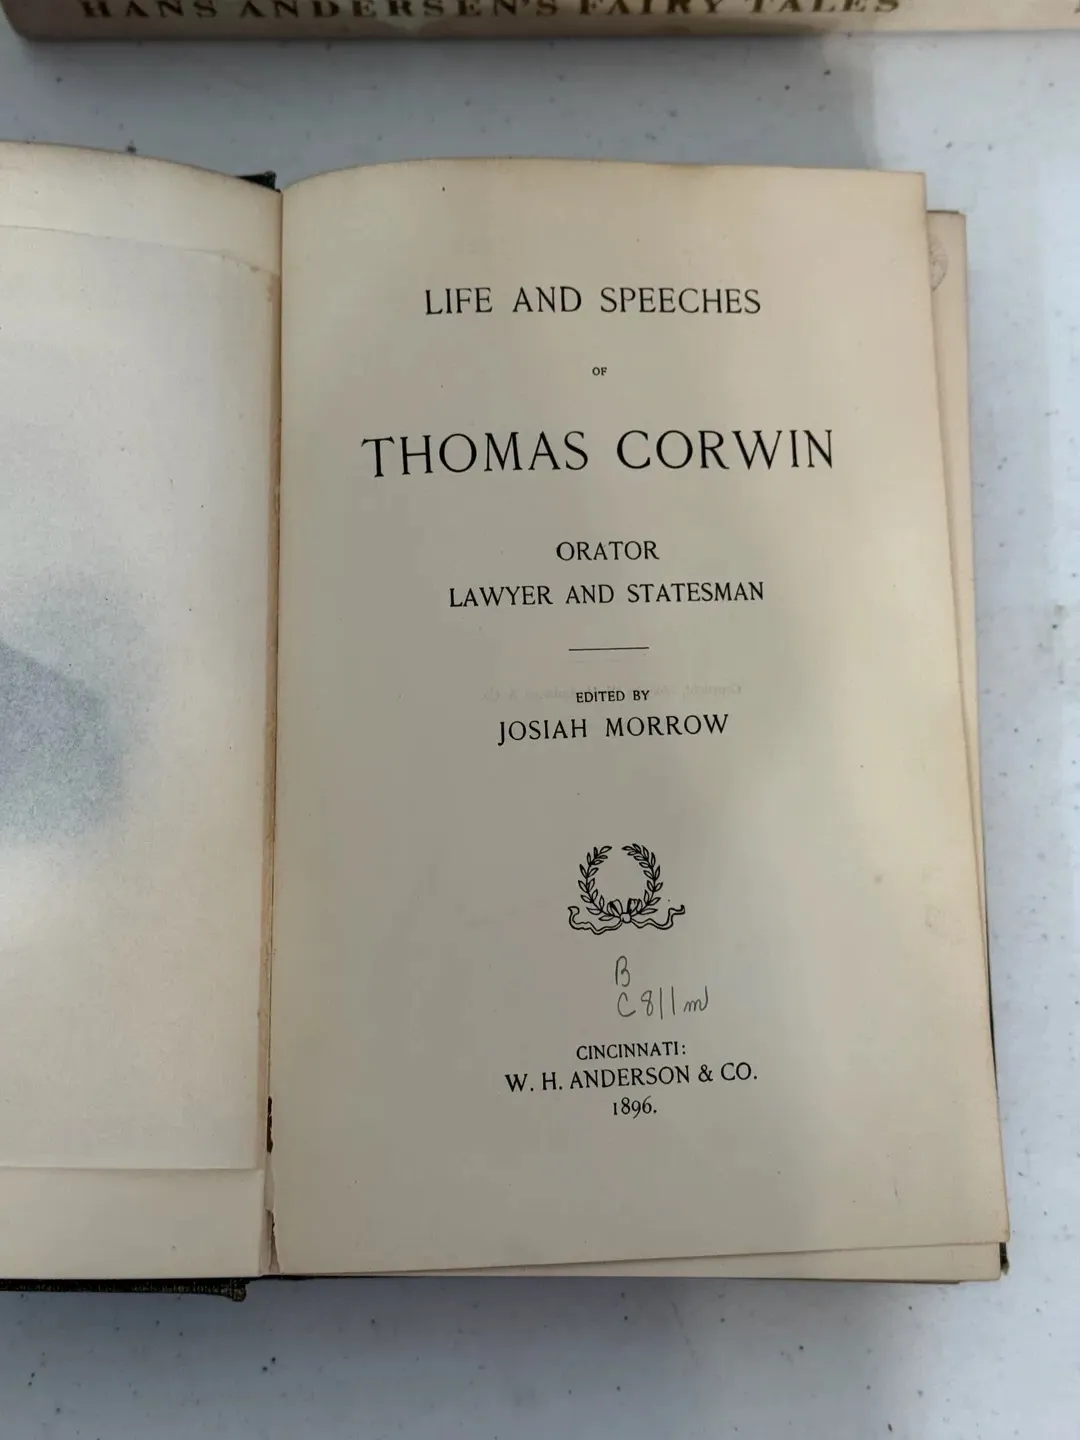 HANS ANDERSEN'S FAIRY TALES
LIFE AND SPEECHES
OF
THOMAS CORWIN
ORATOR
LAWYER AND STATESMAN
EDITED BY
JOSIAH MORROW
B
C811m
CINCINNATI:
W. H. ANDERSON & CO.
1896.